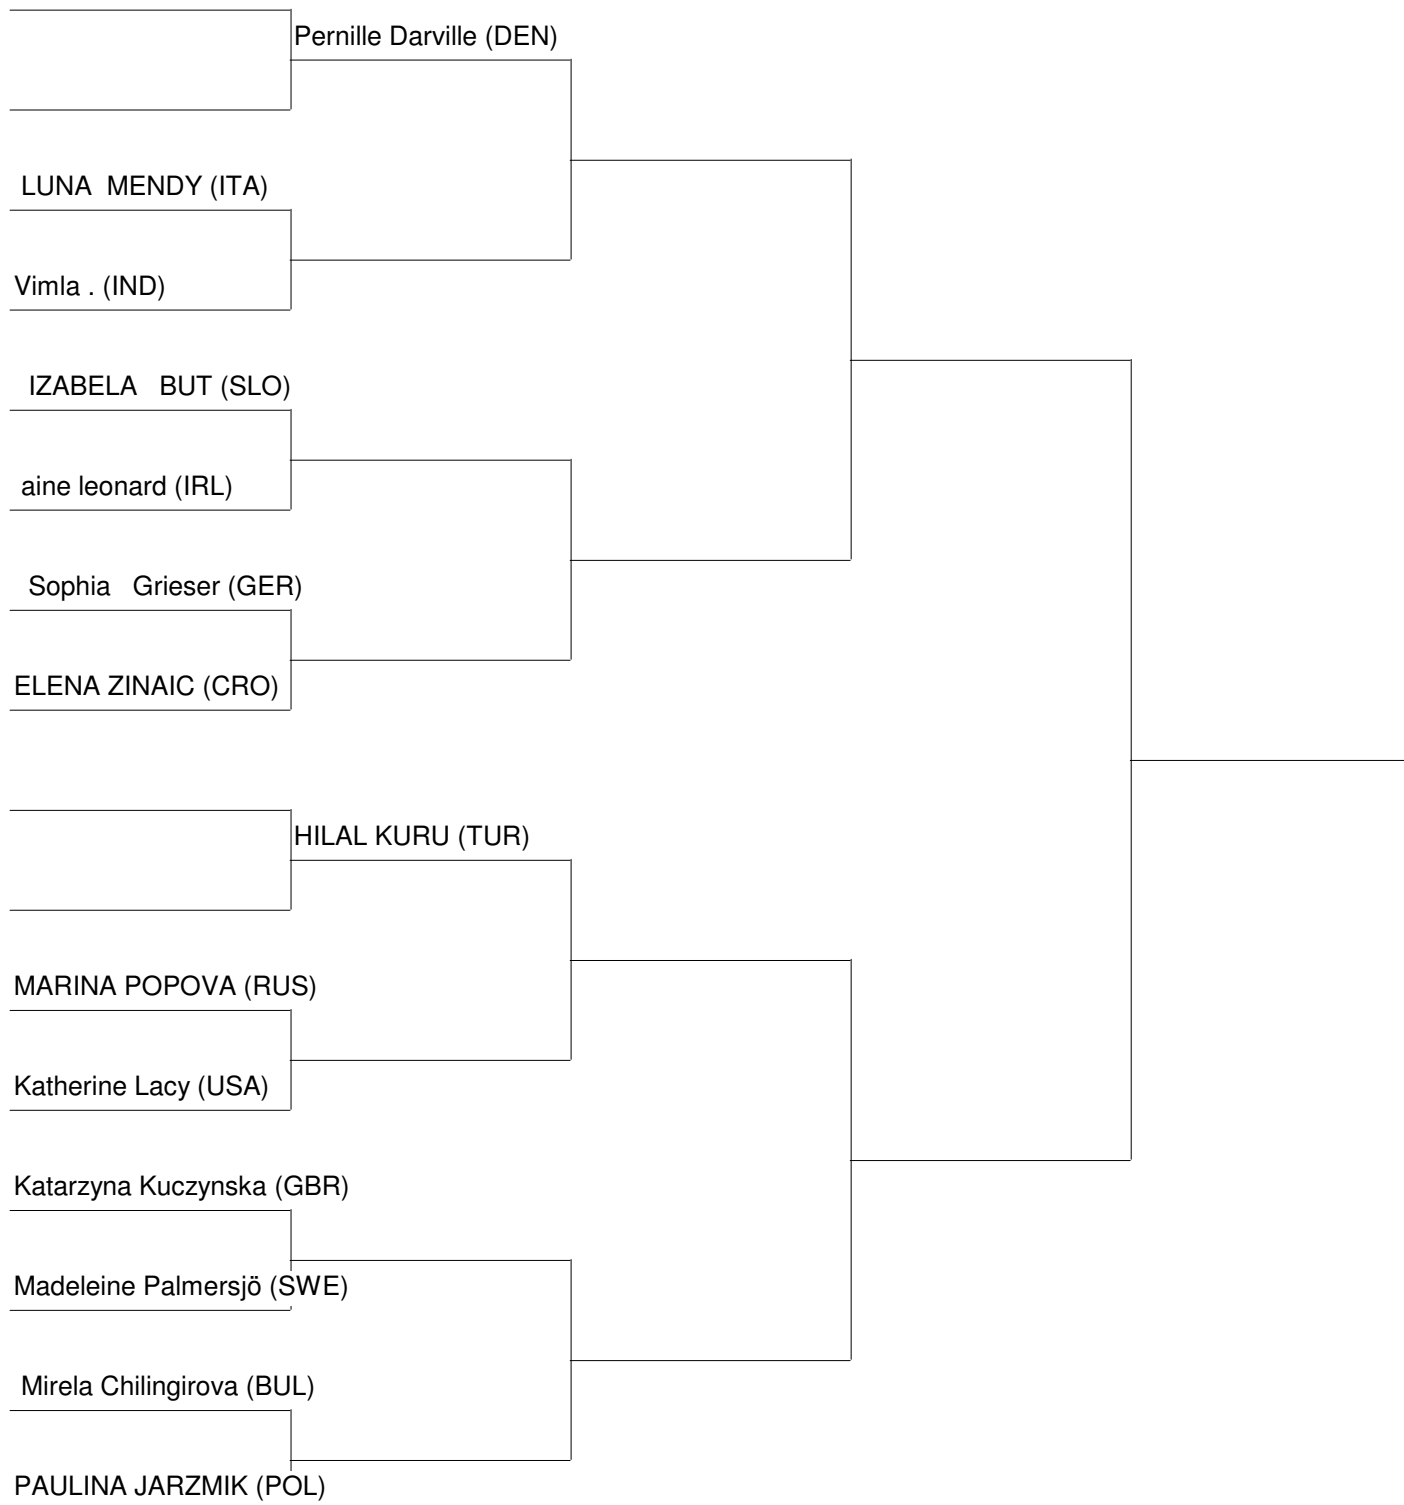 Pernille Darville (DEN)
LUNA  MENDY (ITA)
Vimla . (IND)
IZABELA   BUT (SLO)
aine leonard (IRL)
Sophia   Grieser (GER)
ELENA ZINAIC (CRO)
HILAL KURU (TUR)
MARINA POPOVA (RUS)
Katherine Lacy (USA)
Katarzyna Kuczynska (GBR)
Madeleine Palmersjö (SWE)
Mirela Chilingirova (BUL)
PAULINA JARZMIK (POL)